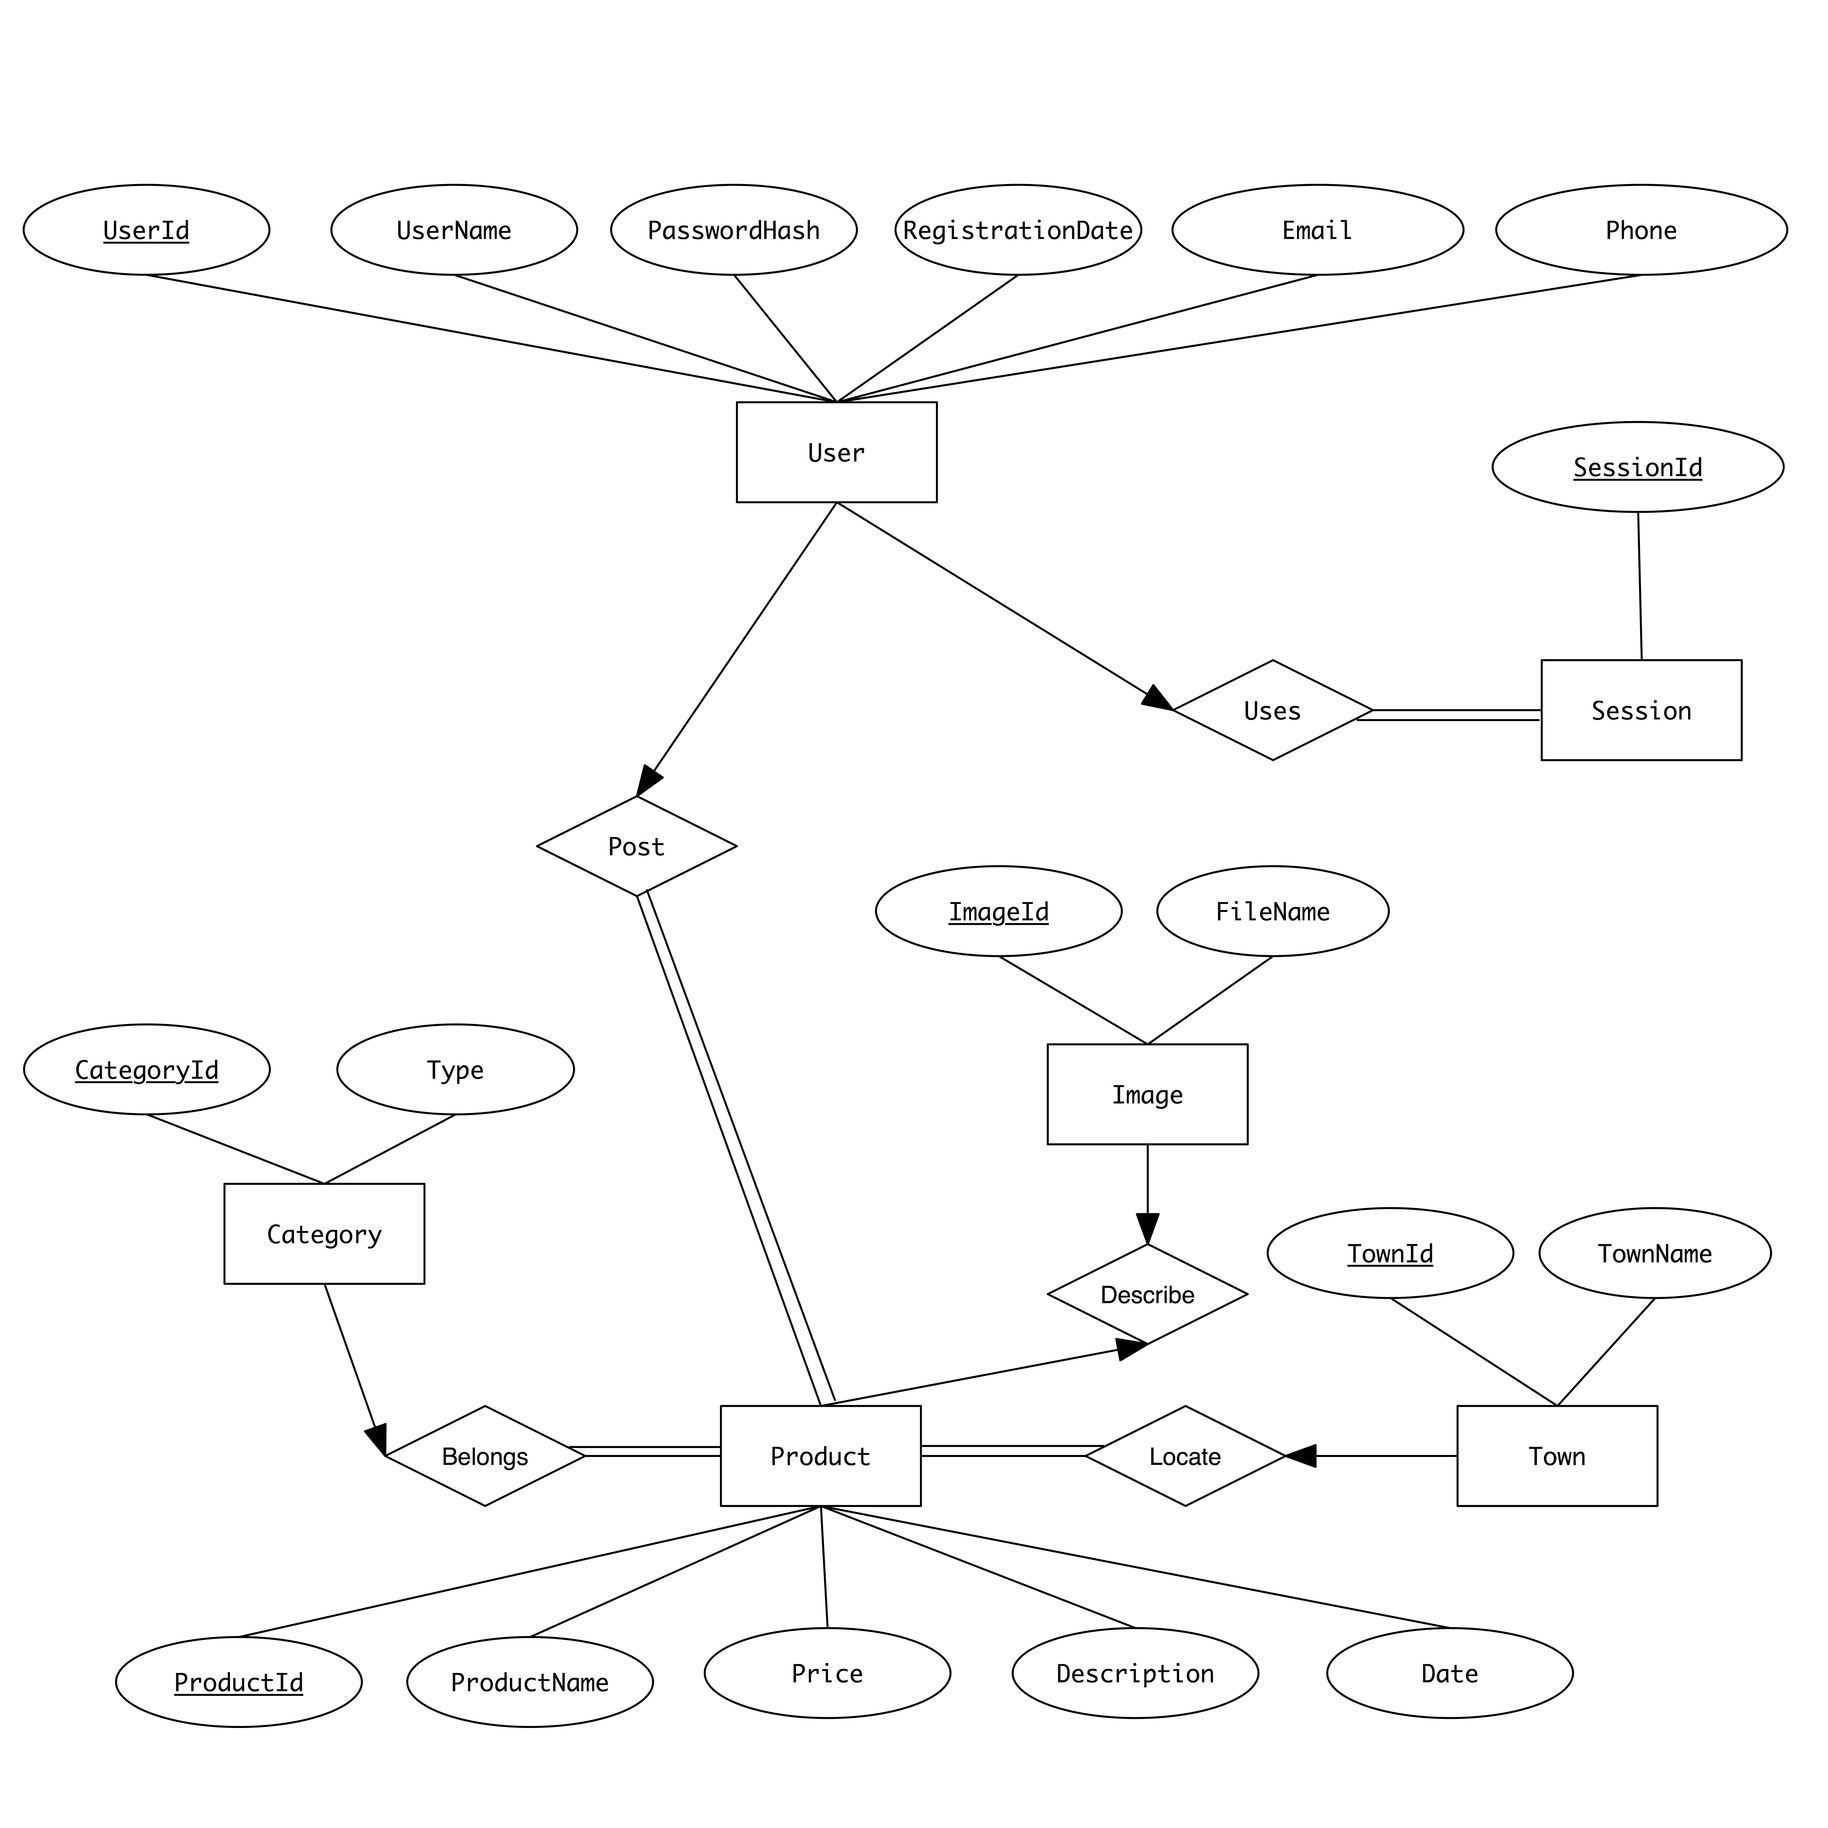 UserId
UserName
PasswordHash
RegistrationDate
Email
Phone
User
SessionId
Uses
Session
Post
ImageId
FileName
CategoryId
Type
Image
Category
Describe
TownId
TownName
Belongs
Product
Locate
Town
ProductId
ProductName
Price
Description
Date